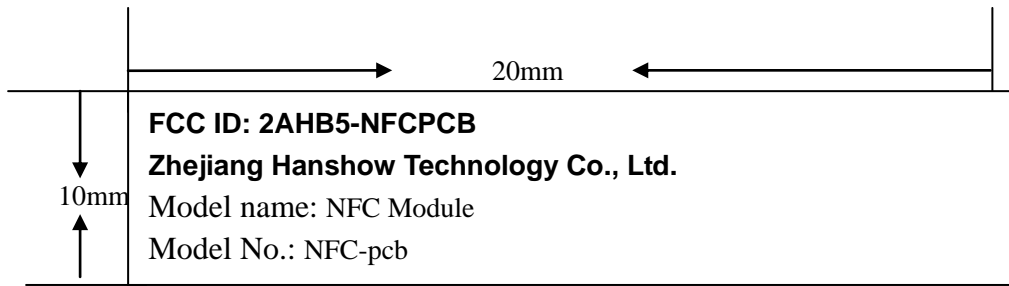 20mm
FCC ID: 2AHB5-NFCPCB
Zhejiang Hanshow Technology Co., Ltd.
10mm
Model name: NFC Module
Model No.: NFC-pcb